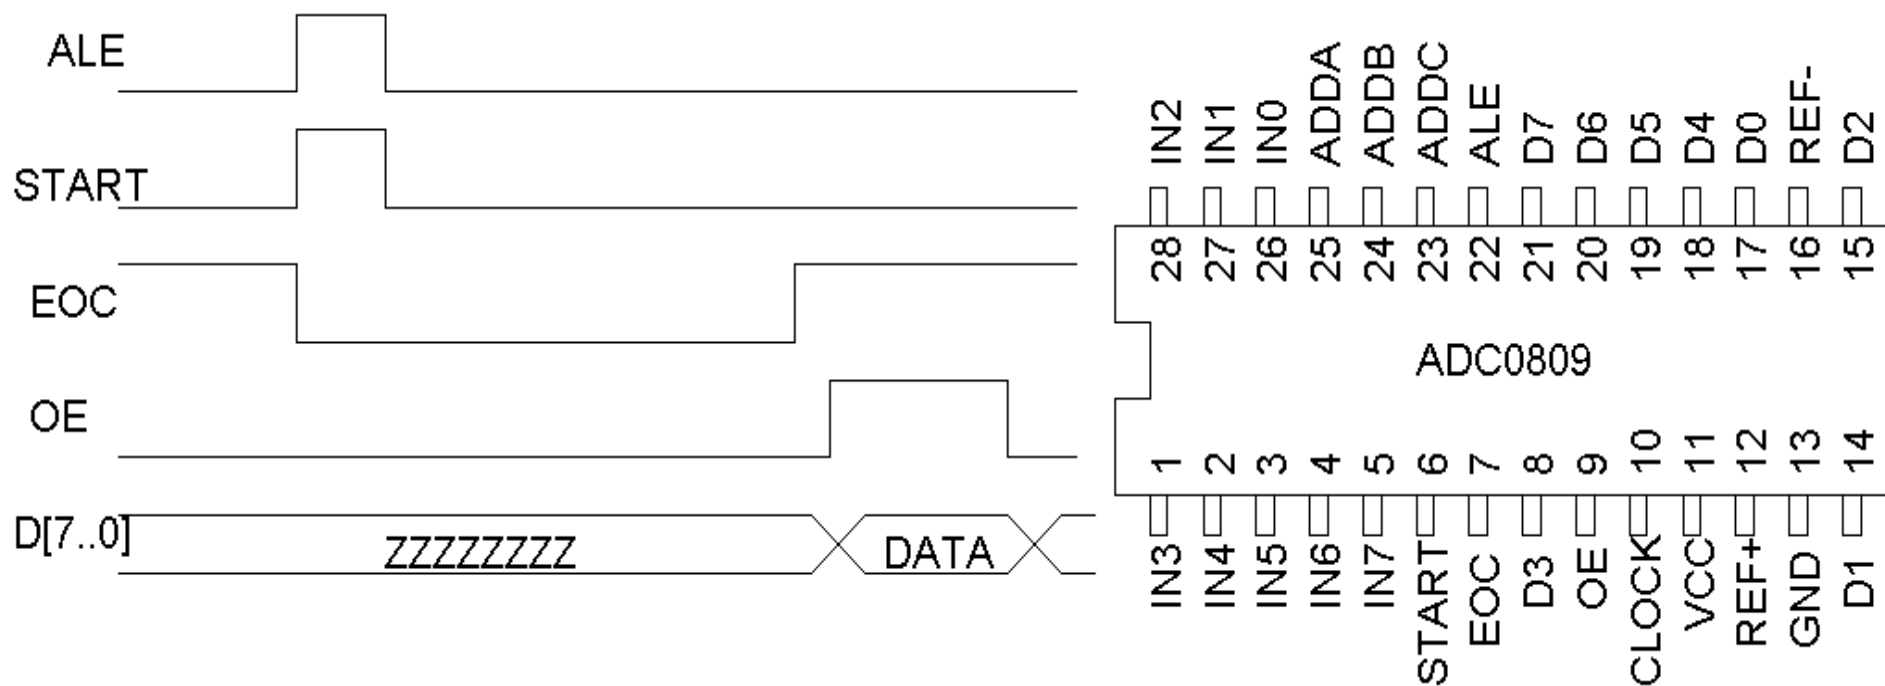 ALE
START
EOC
OE
D[7..0]
ZZZZZZZZ
DATA
IN2
IN1
IN0
ADDA
ADDB
ADDC
ALE
D7
D6
D5
D4
D0
REF-
D2
28
27
26
25
24
23
22
21
20
19
18
17
16
15
ADC0809
1
2
3
4
5
6
7
8
9
10
11
12
13
14
IN3
IN4
IN5
IN6
IN7
START
EOC
D3
OE
CLOCK
VCC
REF+
GND
D1